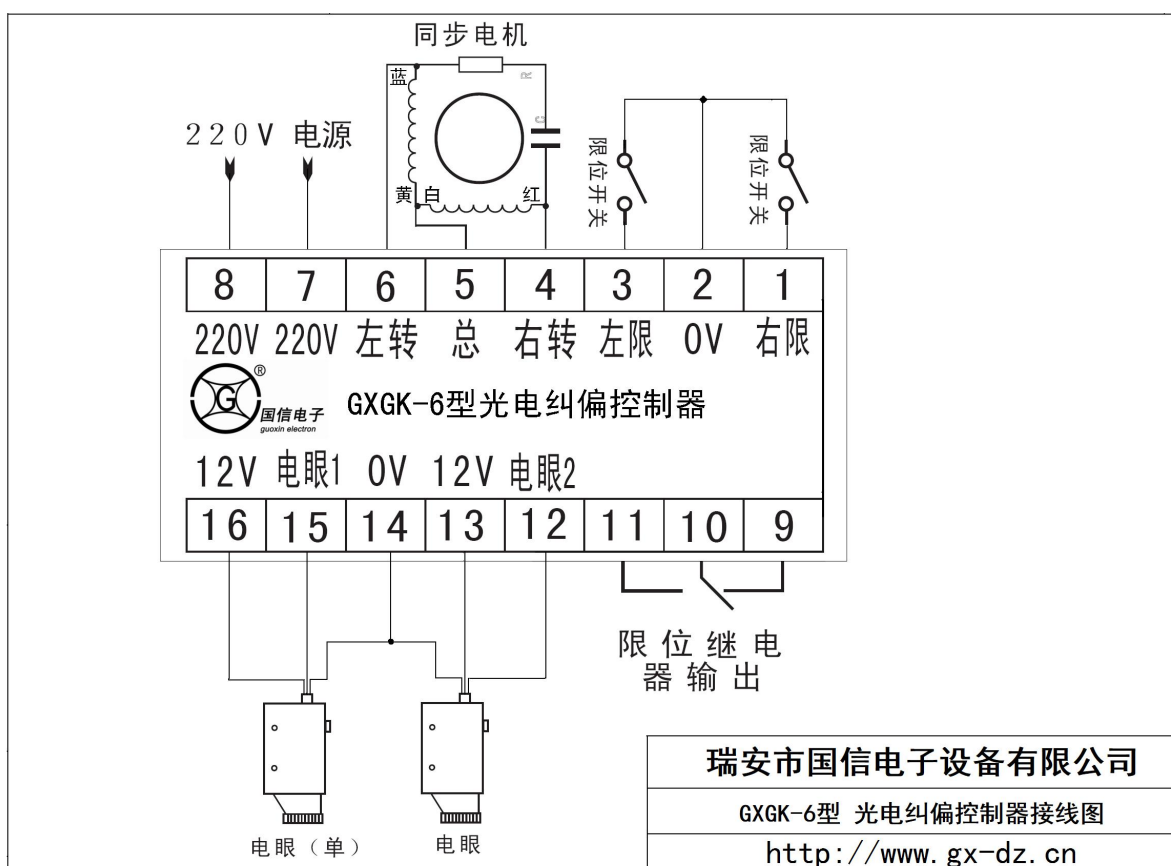 同步电机
蓝
R
C
220V 电源
黄 白 红
限位开关
限位开关
8 7 6 5 4 3 2 1
220V 220V 左转 总 右转 左限 0V 右限
G
®
国信电子
guoxin electron
GXGK-6型光电纠偏控制器
12V 电眼1 0V 12V 电眼2
16 15 14 13 12 11 10 9
限位继电
器输出
电眼（单） 电眼
瑞安市国信电子设备有限公司
GXGK-6型 光电纠偏控制器接线图
http://www.gx-dz.cn